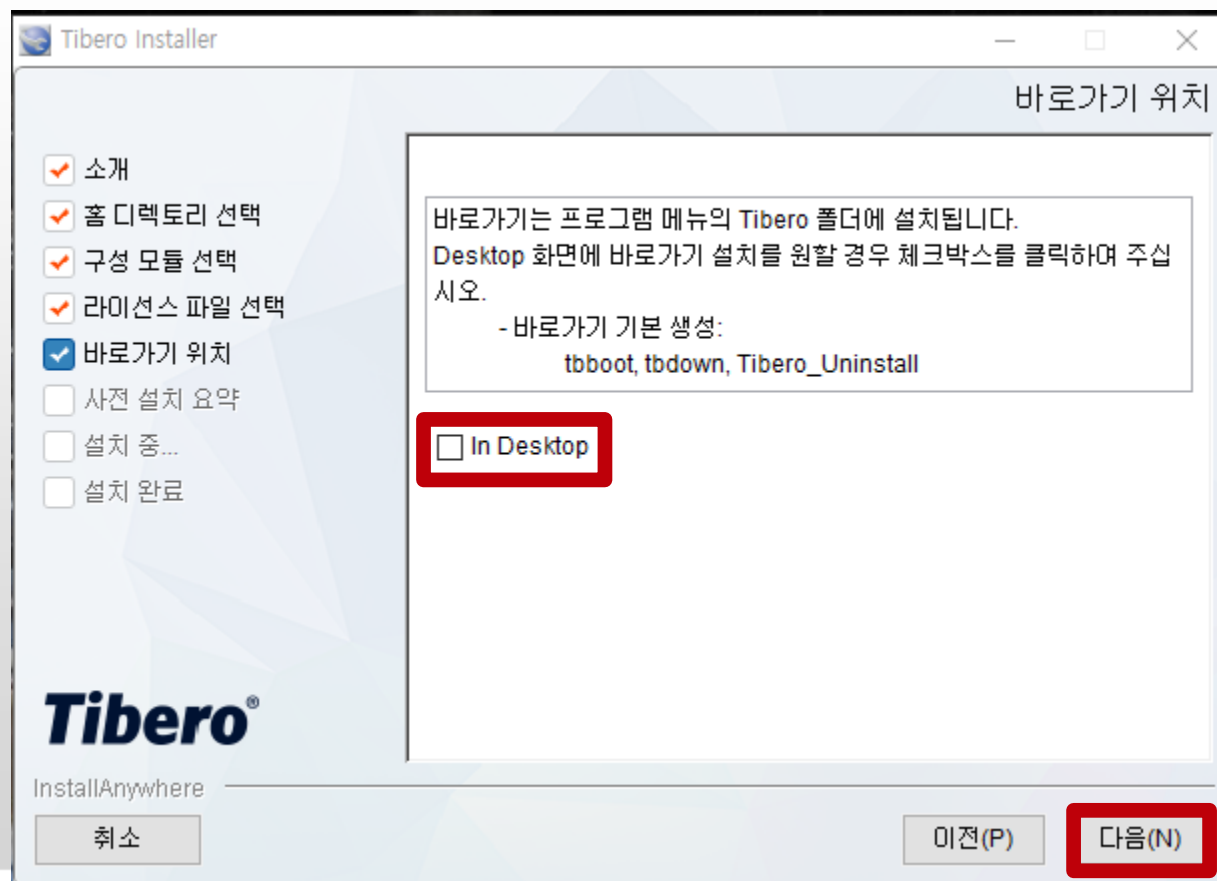 Tibero Installer
바로가기 위치
소개
홈 디렉토리 선택
구성 모듈 선택
라이선스 파일 선택
바로가기 위치
사전 설치 요약
설치 중...
설치 완료
바로가기는 프로그램 메뉴의 Tibero 폴더에 설치됩니다.
Desktop 화면에 바로가기 설치를 원할 경우 체크박스를 클릭하며 주십
시오.
- 바로가기 기본 생성:
tbboot, tbdown, Tibero_Uninstall
In Desktop
Tibero®
InstallAnywhere
취소
이전(P)
다음(N)